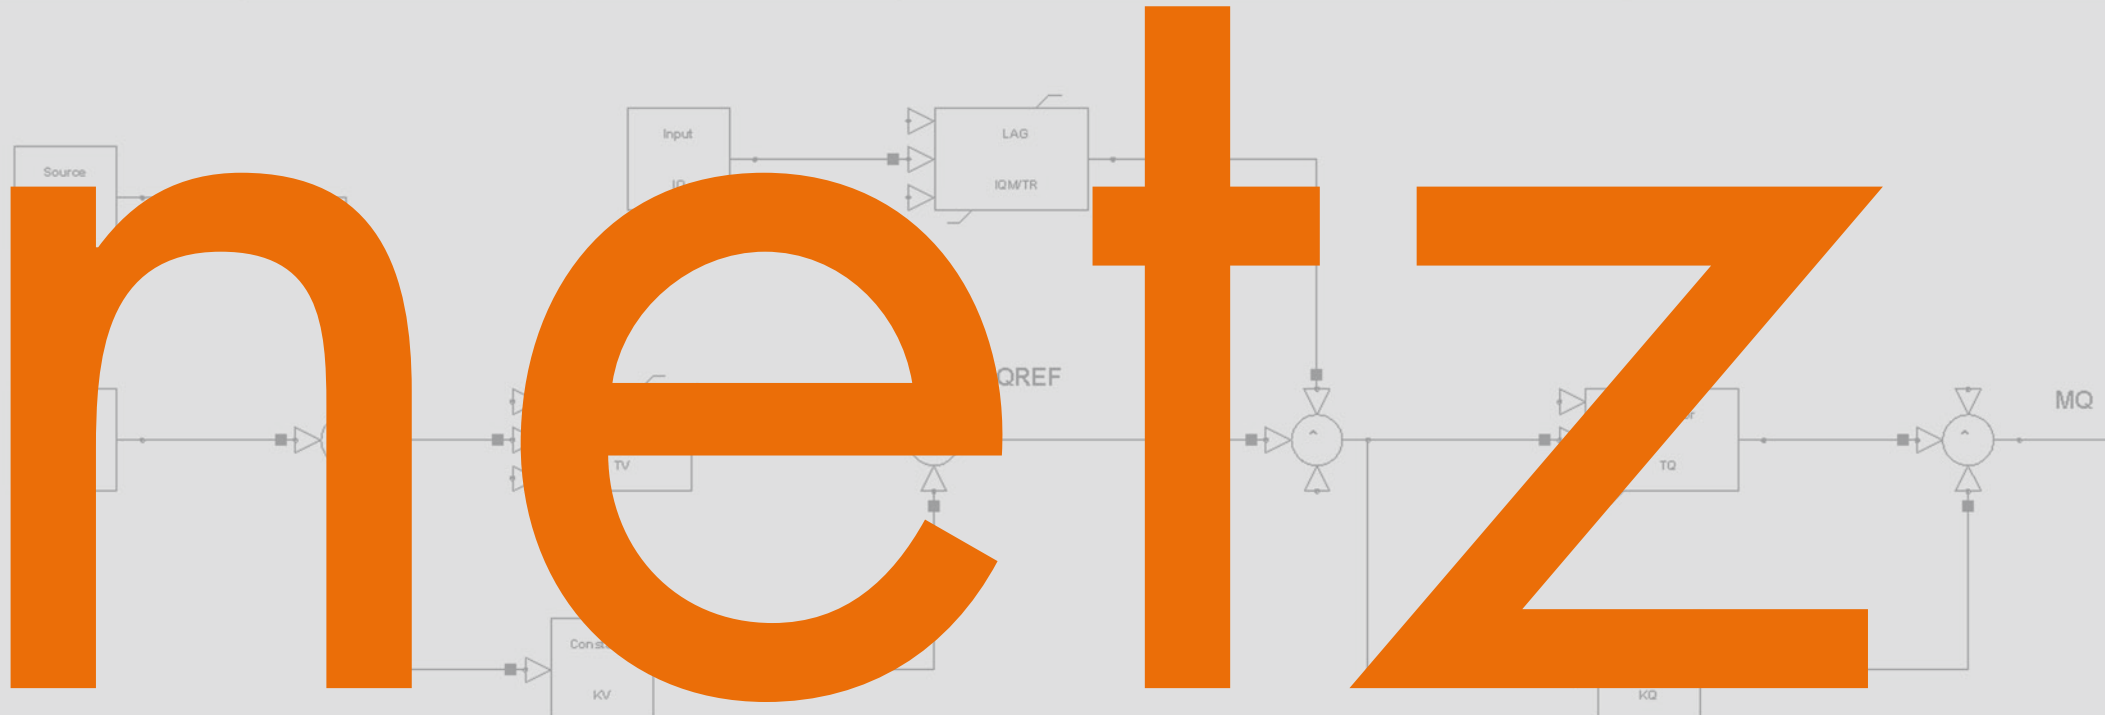 Input
LAG
Source
IQM/TR
netz
QREF
MQ
TV
TQ
KV
KQ